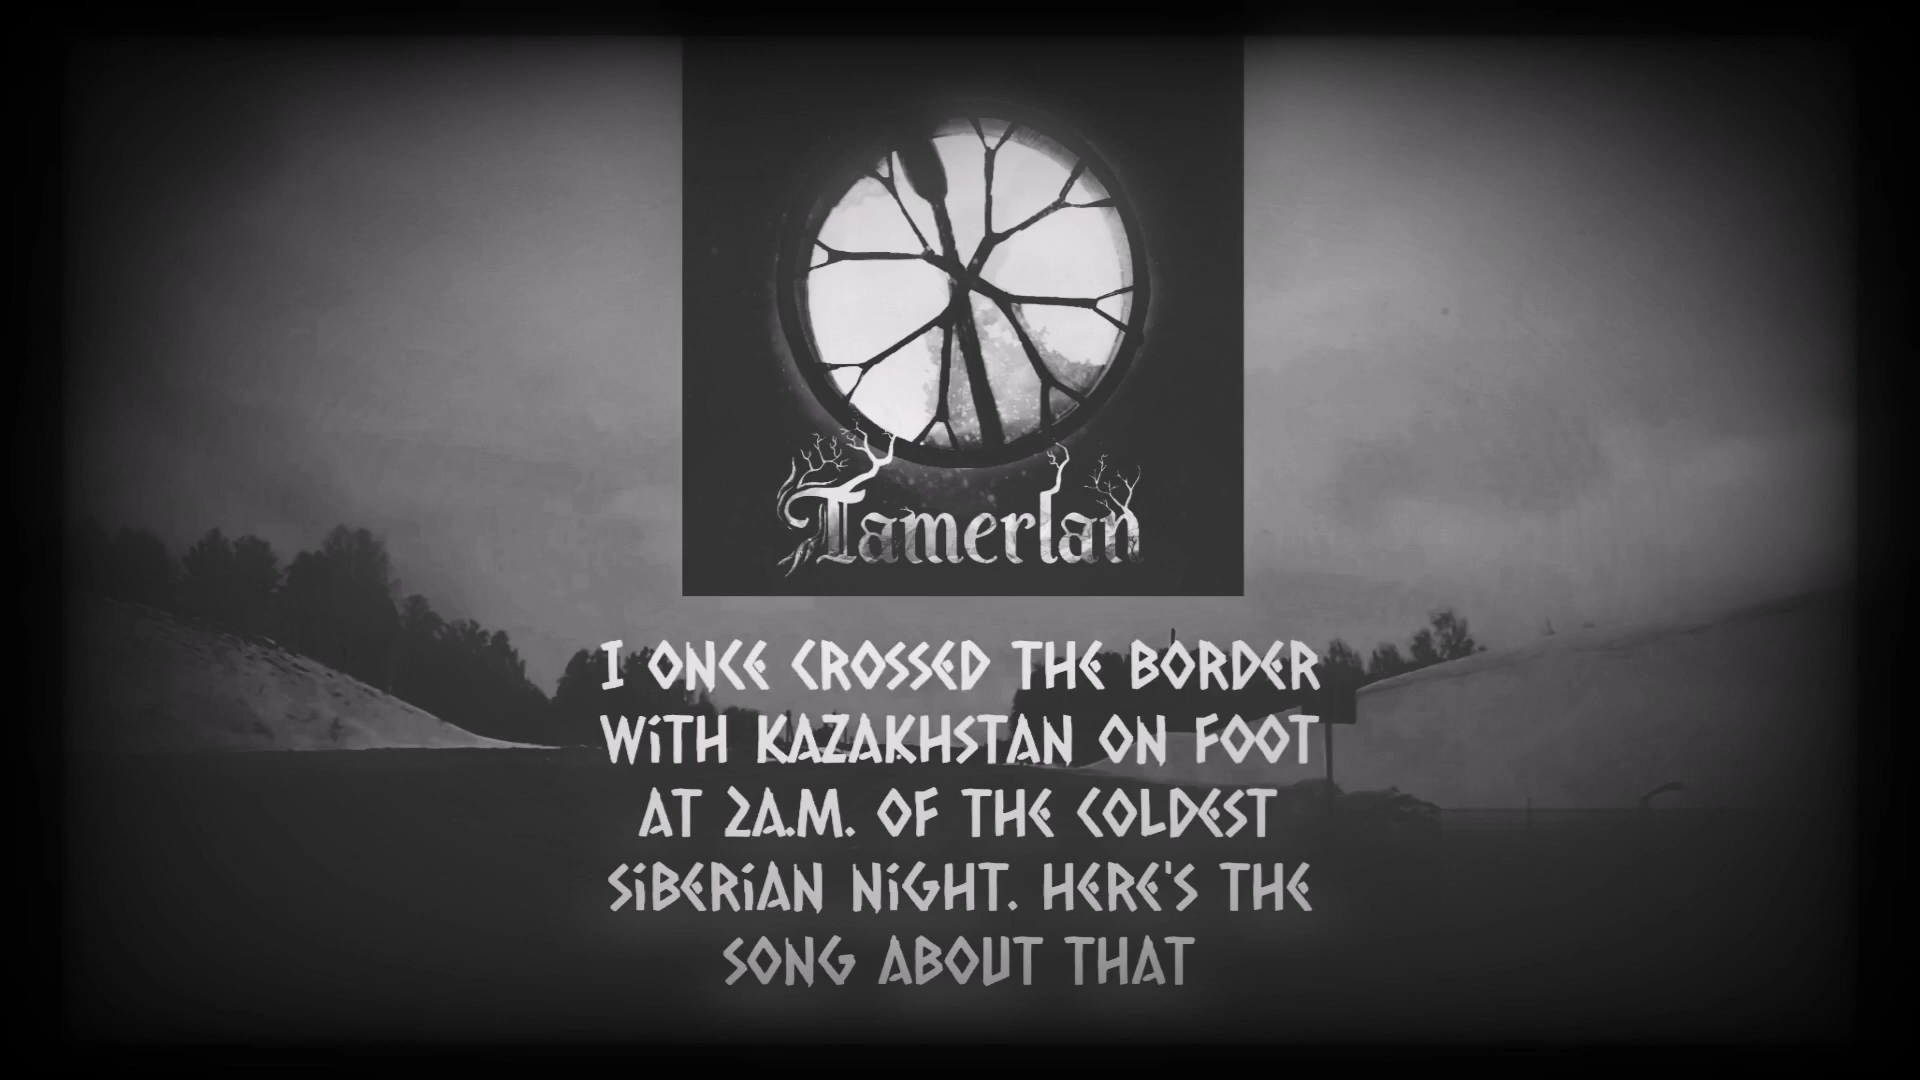 Tamerlan
I ONCE CROSSED THE BORDER
WiTH KAZAKHSTAN ON FOOT
AT 2A.M. OF THE COLDEST
SiBERiAN NiGHT. HERE'S THE
SONG ABOUT THAT